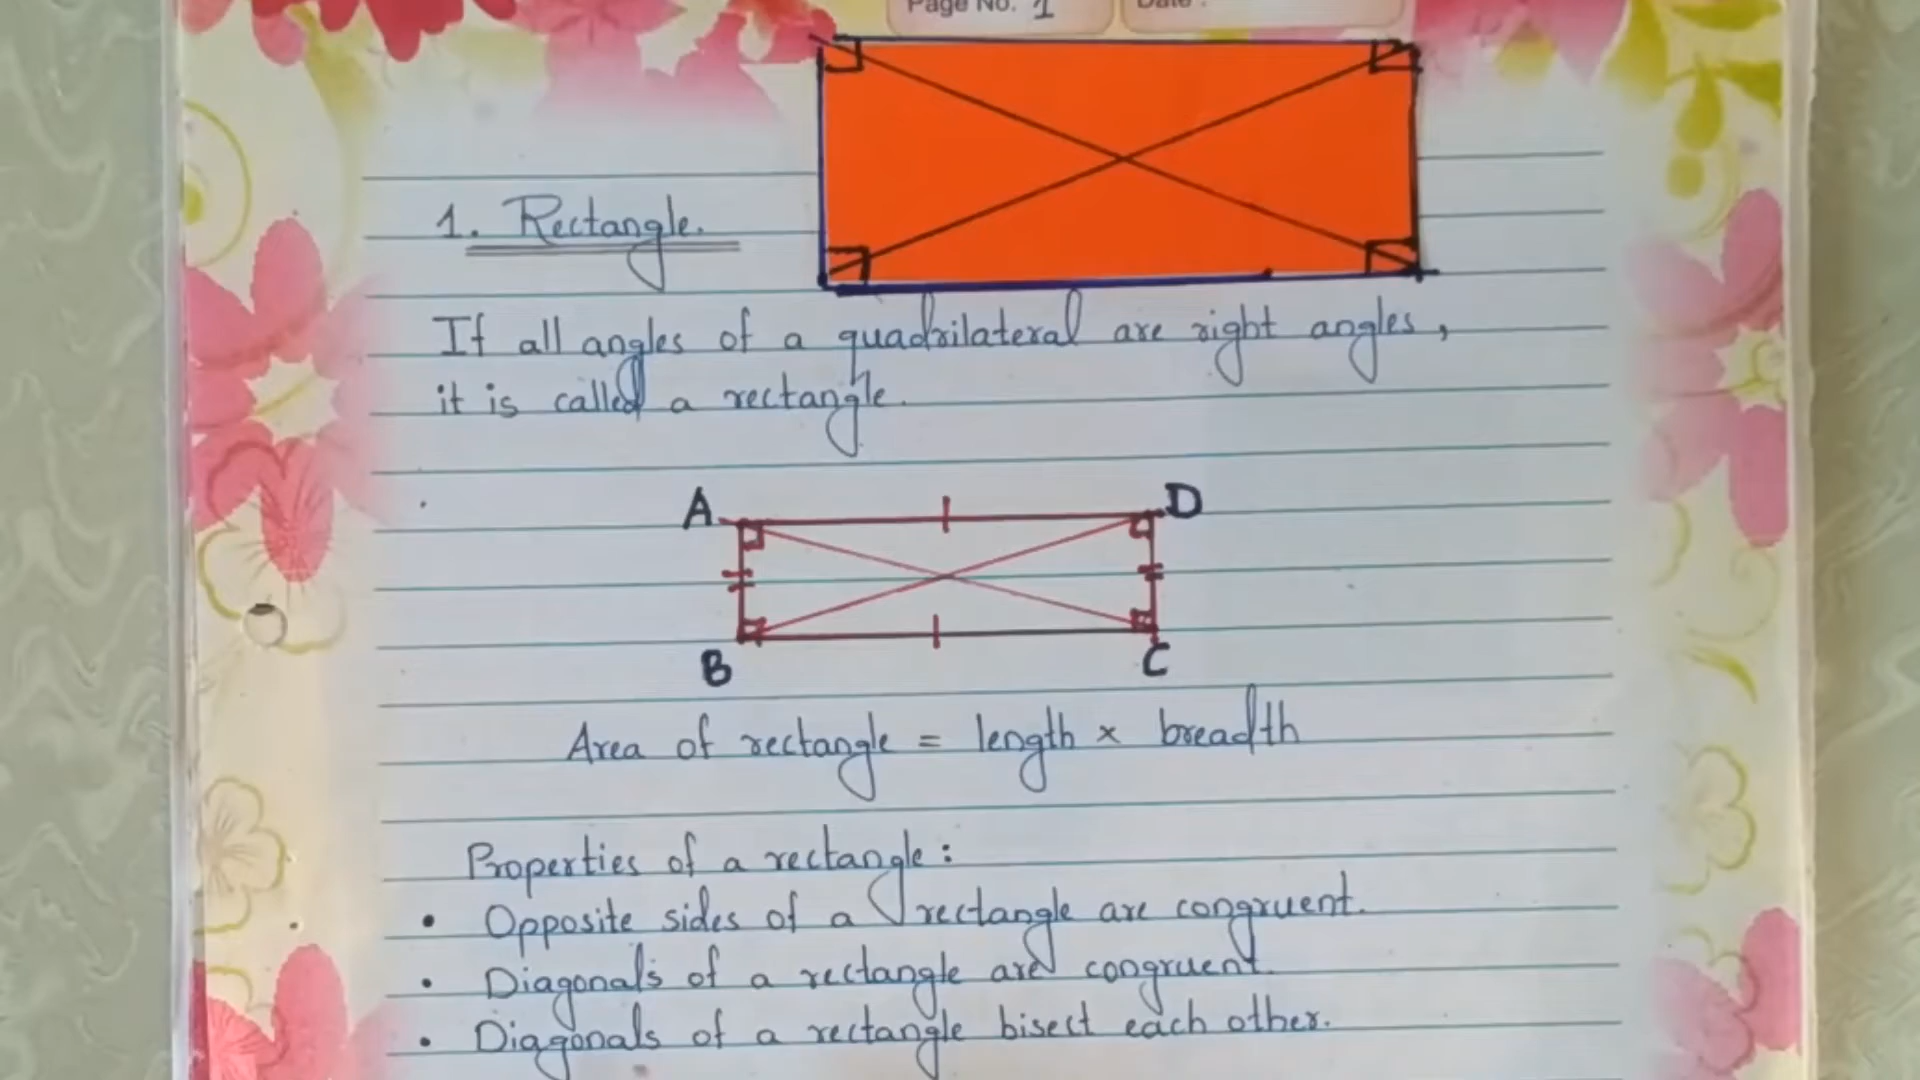 Page No. 1 Date :
1. Rectangle.
If all angles of a quadrilateral are right angles,
it is called a rectangle.
A D
B C
Area of rectangle = length × breadth
Properties of a rectangle:
• Opposite sides of a rectangle are congruent.
• Diagonals of a rectangle are congruent.
• Diagonals of a rectangle bisect each other.